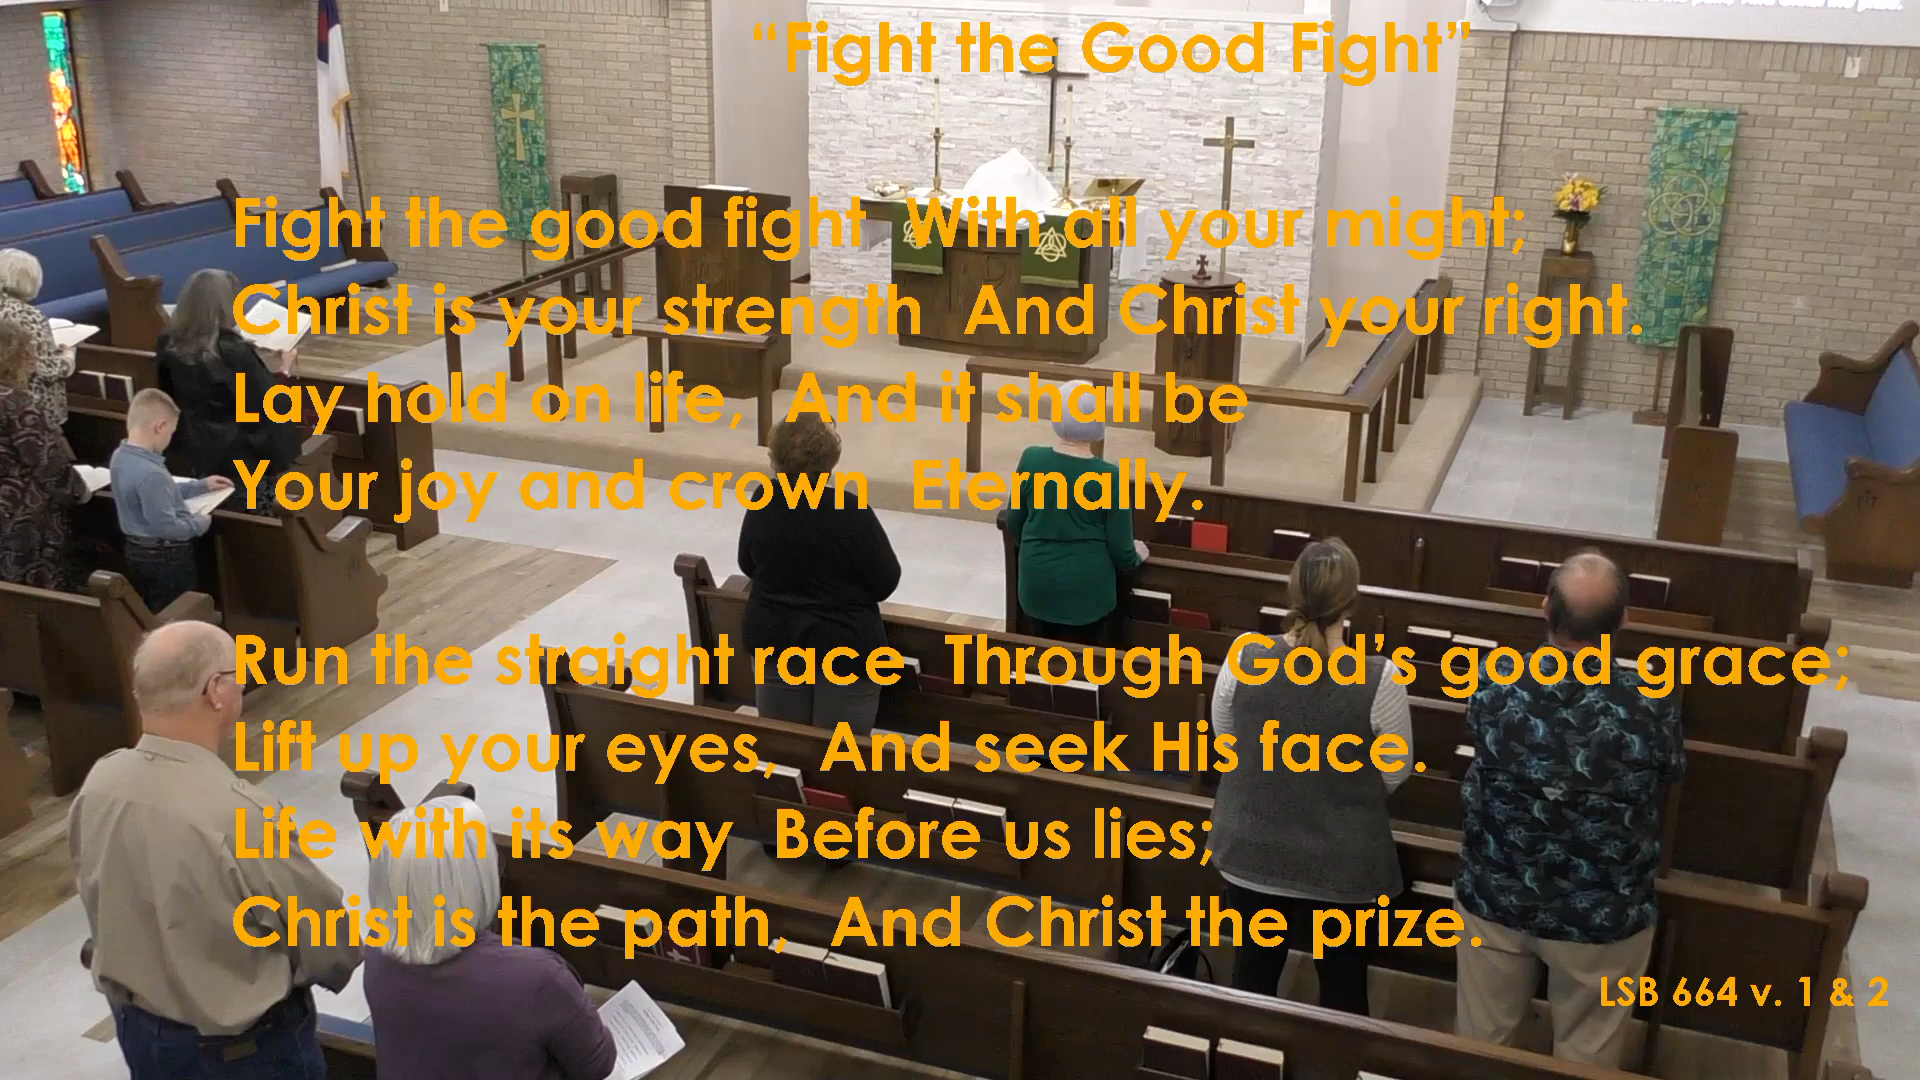 “Fight the Good Fight”
Fight the good fight  With all your might;
Christ is your strength  And Christ your right.
Lay hold on life,  And it shall be
Your joy and crown  Eternally.
Run the straight race  Through God’s good grace;
Lift up your eyes,  And seek His face.
Life with its way  Before us lies;
Christ is the path,  And Christ the prize.
LSB 664 v. 1 & 2